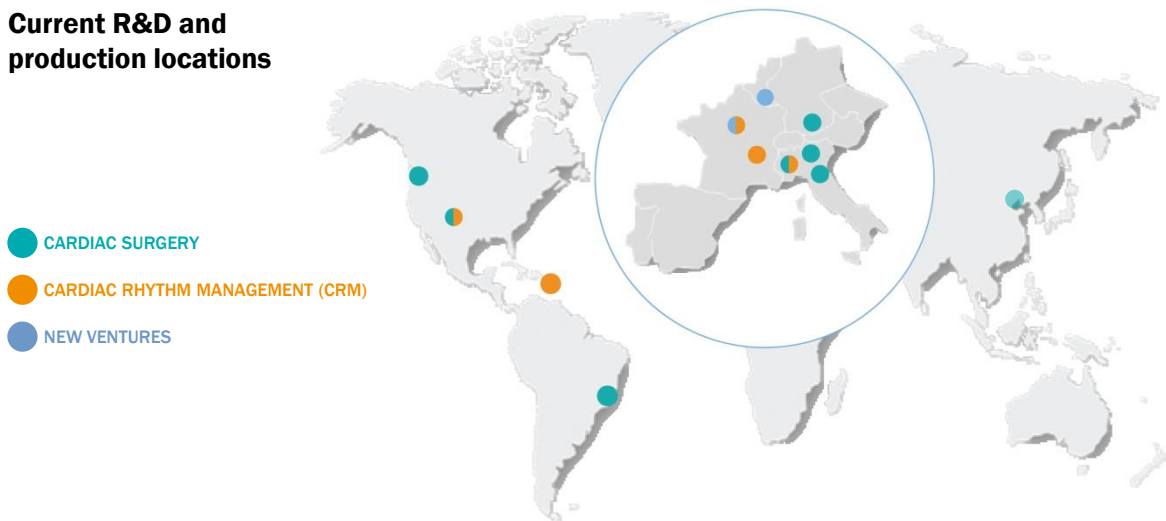 Current R&D and
production locations
CARDIAC SURGERY
CARDIAC RHYTHM MANAGEMENT (CRM)
NEW VENTURES